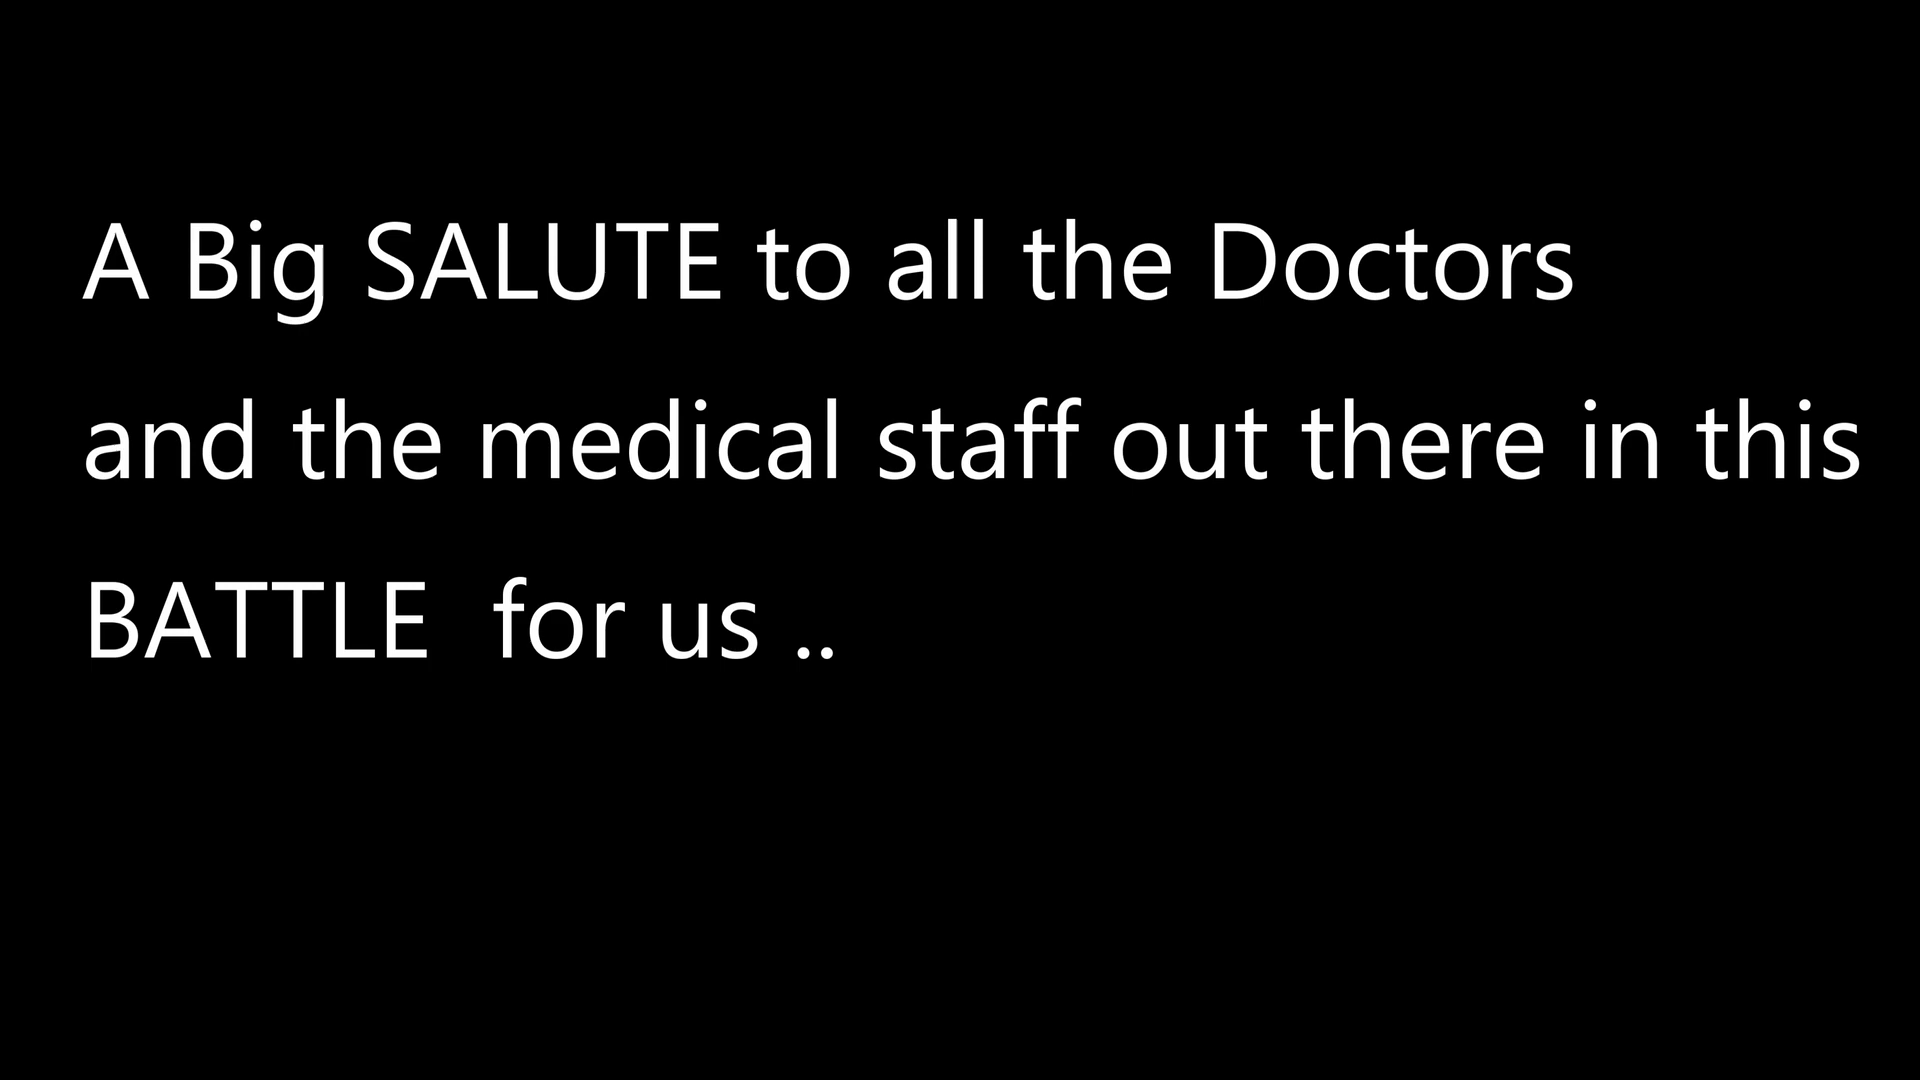 A Big SALUTE to all the Doctors
and the medical staff out there in this
BATTLE  for us ..